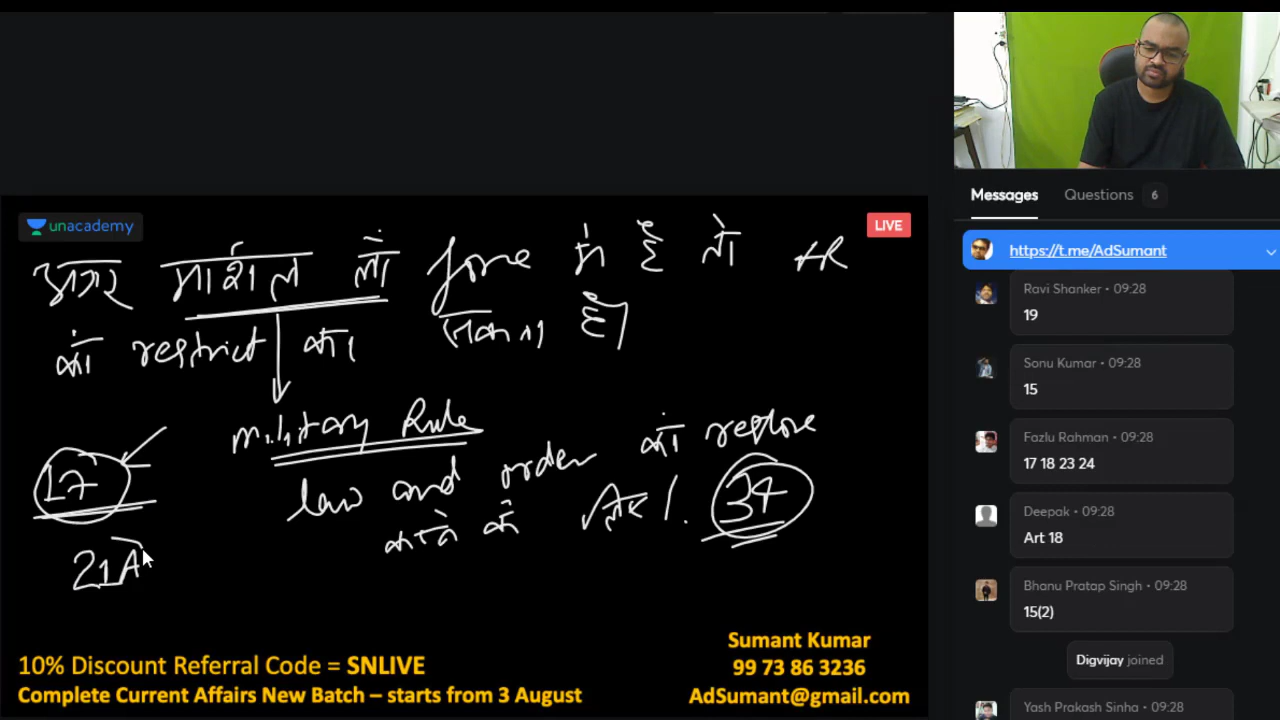 unacademy
LIVE
अगर मार्शल लॉ force में है तो FR
को restrict का सकता है।
military Rule
17
law and order को restore
करने के लिए।
34
21A
10% Discount Referral Code = SNLIVE
Complete Current Affairs New Batch – starts from 3 August
Sumant Kumar
99 73 86 3236
AdSumant@gmail.com
Messages
Questions
6
https://t.me/AdSumant
Ravi Shanker • 09:28
19
Sonu Kumar • 09:28
15
Fazlu Rahman • 09:28
17 18 23 24
Deepak • 09:28
Art 18
Bhanu Pratap Singh • 09:28
15(2)
Digvijay joined
Yash Prakash Sinha • 09:28